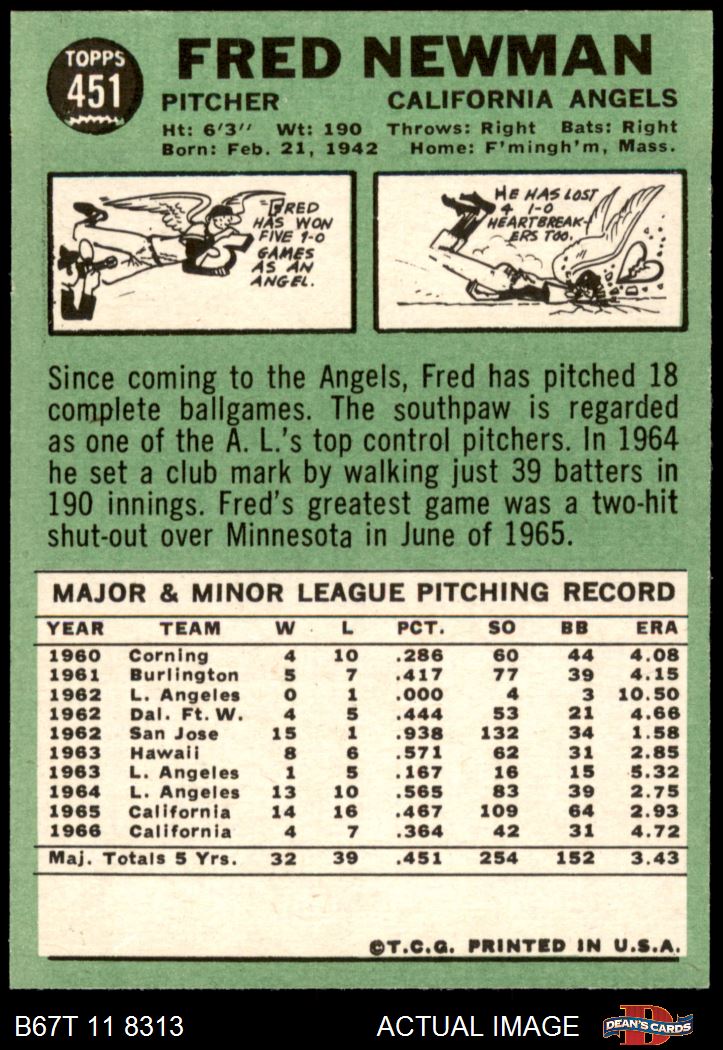 TOPPS
451
FRED NEWMAN
PITCHER CALIFORNIA ANGELS
Ht: 6'3" Wt: 190 Throws: Right Bats: Right
Born: Feb. 21, 1942 Home: F'mingh'm, Mass.
FRED
HAS WON
FIVE 1-0
GAMES
AS AN
ANGEL.
HE HAS LOST
4 1-0
HEARTBREAK-
ERS TOO.
Since coming to the Angels, Fred has pitched 18
complete ballgames. The southpaw is regarded
as one of the A. L.'s top control pitchers. In 1964
he set a club mark by walking just 39 batters in
190 innings. Fred's greatest game was a two-hit
shut-out over Minnesota in June of 1965.
MAJOR & MINOR LEAGUE PITCHING RECORD
YEAR TEAM W L PCT. SO BB ERA
1960 Corning 4 10 .286 60 44 4.08
1961 Burlington 5 7 .417 77 39 4.15
1962 L. Angeles 0 1 .000 4 3 10.50
1962 Dal. Ft. W. 4 5 .444 53 21 4.66
1962 San Jose 15 1 .938 132 34 1.58
1963 Hawaii 8 6 .571 62 31 2.85
1963 L. Angeles 1 5 .167 16 15 5.32
1964 L. Angeles 13 10 .565 83 39 2.75
1965 California 14 16 .467 109 64 2.93
1966 California 4 7 .364 42 31 4.72
Maj. Totals 5 Yrs. 32 39 .451 254 152 3.43
©T.C.G. PRINTED IN U.S.A.
B67T 11 8313 ACTUAL IMAGE
D
DEAN'S CARDS